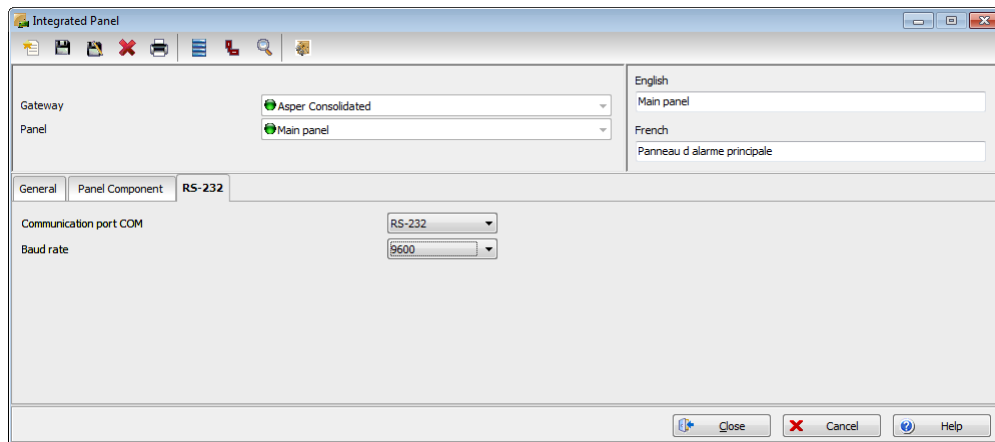 Integrated Panel
English
Gateway
Asper Consolidated
Main panel
Panel
Main panel
French
Panneau d alarme principale
General
Panel Component
RS-232
Communication port COM
RS-232
Baud rate
9600
Close
Cancel
Help